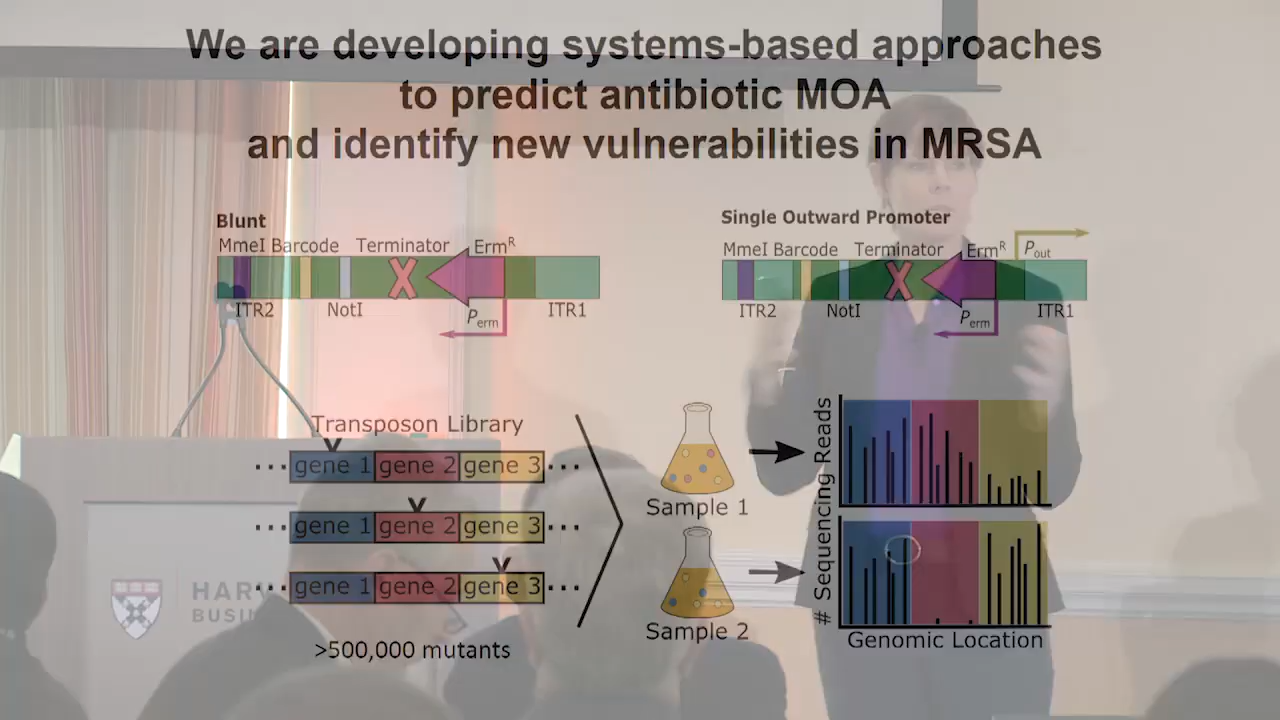 We are developing systems-based approaches
to predict antibiotic MOA
and identify new vulnerabilities in MRSA
Blunt
MmeI Barcode Terminator ErmR
ITR2 NotI Perm ITR1
Single Outward Promoter
MmeI Barcode Terminator ErmR Pout
ITR2 NotI Perm ITR1
Transposon Library
... gene 1 gene 2 gene 3 ...
... gene 1 gene 2 gene 3 ...
... gene 1 gene 2 gene 3 ...
>500,000 mutants
Sample 1
Sample 2
# Sequencing Reads
Genomic Location
HAR
BUSI